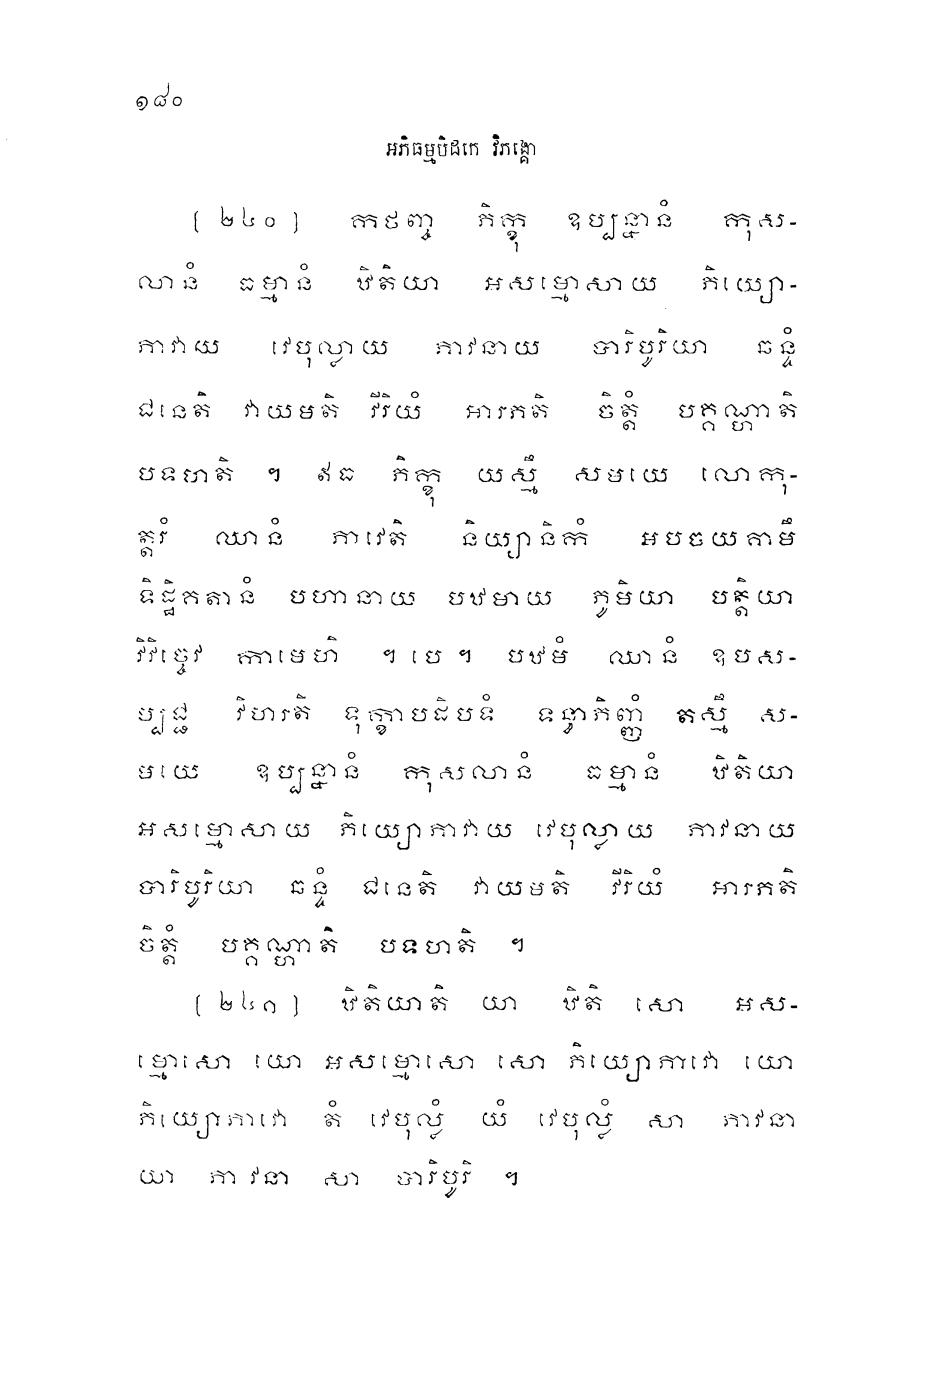 ១៨០
អភិធម្មបិដកេ វិភង្គោ
[ ២៤០ ] កថញ្ច ភិក្ខុ ឧប្បន្នានំ កុស-
លានំ ធម្មានំ ឋិតិយា អសម្មោសាយ ភិយ្យោ-
ភាវាយ វេបុល្លាយ ភាវនាយ បារិបូរិយា ឆន្ទំ
ជនេតិ វាយមតិ វីរិយំ អារភតិ ចិត្តំ បគ្គណ្ហាតិ
បទហតិ ។ ឥធ ភិក្ខុ យស្មឹ សមយេ លោកុ-
ត្តរំ ឈានំ ភាវេតិ និយ្យានិកំ អបចយគាមឹ
ទិដ្ឋិគតានំ បហានាយ បឋមាយ ភូមិយា បត្តិយា
វិវិច្ចេវ កាមេហិ ។ បេ ។ បឋមំ ឈានំ ឧបស-
ម្បជ្ជ វិហរតិ ទុក្ខាបដិបទំ ទន្ធាភិញ្ញំ តស្មឹ ស-
មយេ ឧប្បន្នានំ កុសលានំ ធម្មានំ ឋិតិយា
អសម្មោសាយ ភិយ្យោភាវាយ វេបុល្លាយ ភាវនាយ
បារិបូរិយា ឆន្ទំ ជនេតិ វាយមតិ វីរិយំ អារភតិ
ចិត្តំ បគ្គណ្ហាតិ បទហតិ ។
[ ២៤១ ] ឋិតិយាតិ យា ឋិតិ សោ អស-
ម្មោសោ យោ អសម្មោសោ សោ ភិយ្យោភាវោ យោ
ភិយ្យោភាវោ តំ វេបុល្លំ យំ វេបុល្លំ សា ភាវនា
យា ភាវនា សា បារិបូរិ ។